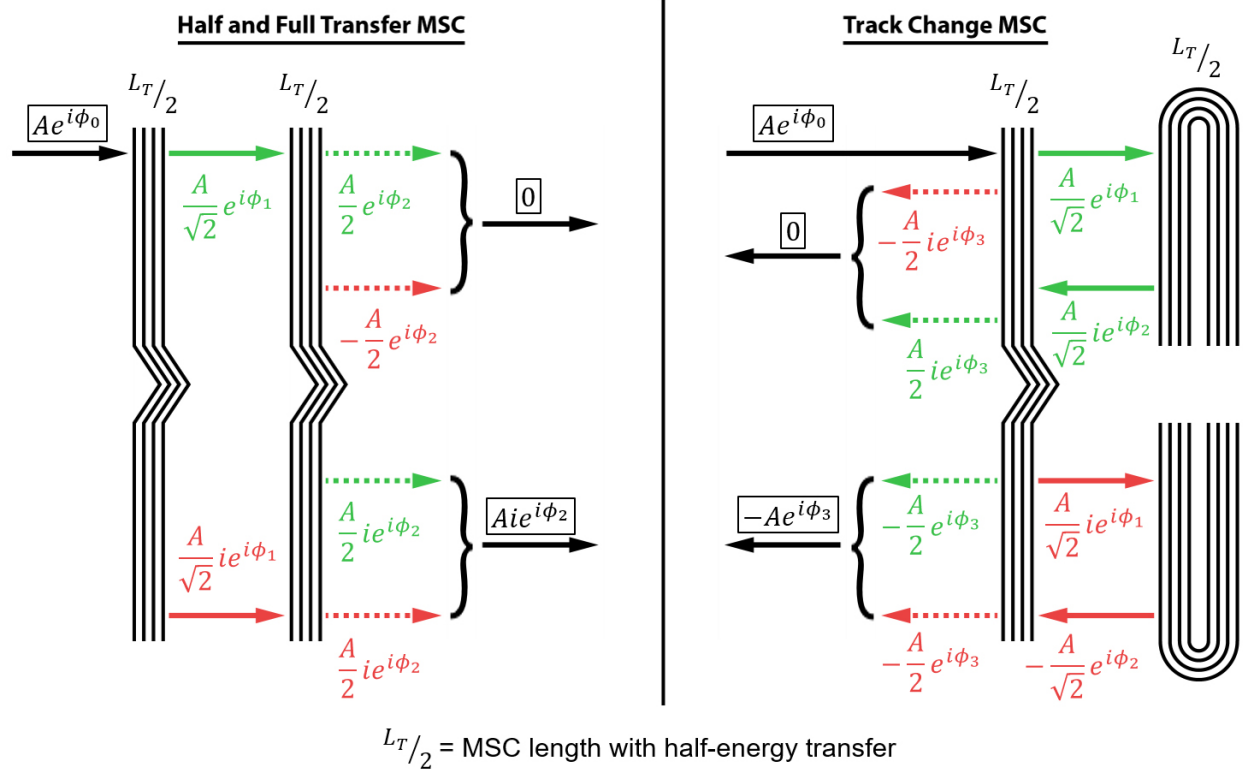 Half and Full Transfer MSC
L_T/2
L_T/2
Ae^{iϕ_0}
A/√2 e^{iϕ_1}
A/2 e^{iϕ_2}
0
−A/2 e^{iϕ_2}
A/√2 ie^{iϕ_1}
A/2 ie^{iϕ_2}
Aie^{iϕ_2}
A/2 ie^{iϕ_2}
Track Change MSC
L_T/2
L_T/2
Ae^{iϕ_0}
A/√2 e^{iϕ_1}
0
−A/2 ie^{iϕ_3}
A/√2 ie^{iϕ_2}
A/2 ie^{iϕ_3}
−Ae^{iϕ_3}
−A/2 e^{iϕ_3}
A/√2 ie^{iϕ_1}
−A/2 e^{iϕ_3}
−A/√2 e^{iϕ_2}
L_T/2 = MSC length with half-energy transfer